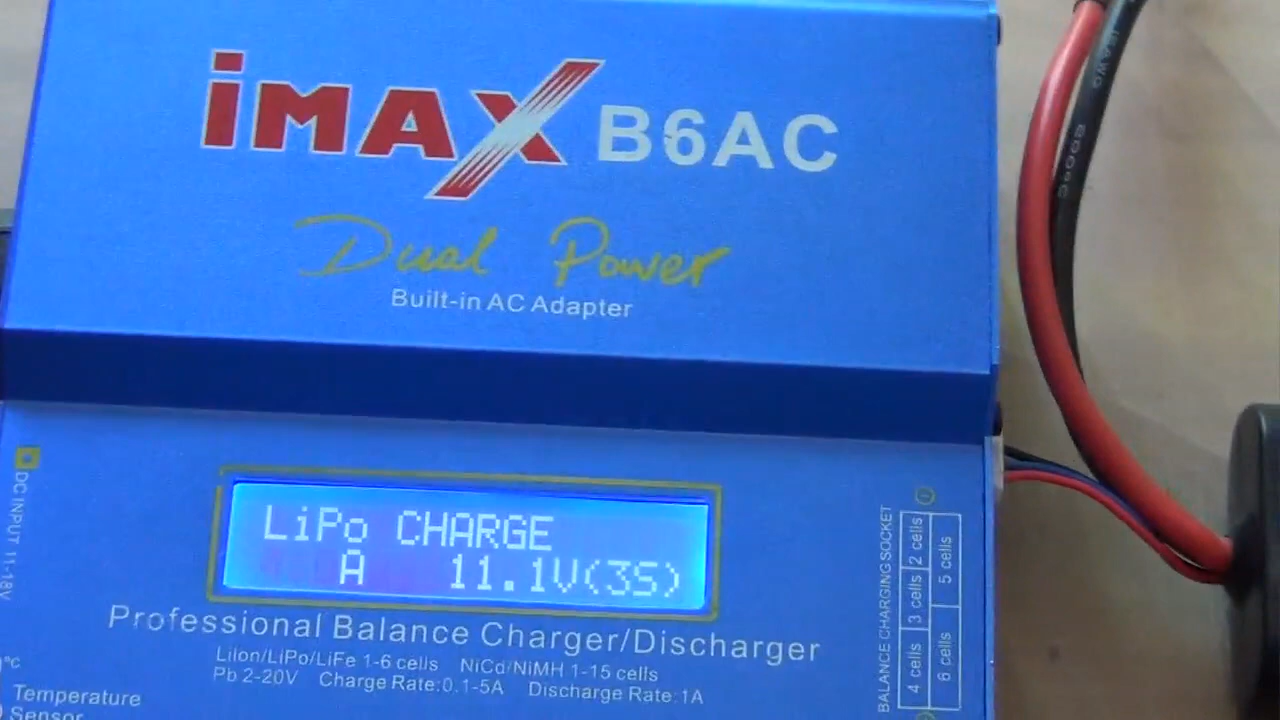 iMAX B6AC
Dual Power
Built-in AC Adapter
DC INPUT 11-18V
LiPo CHARGE
A 11.1V(3S)
Professional Balance Charger/Discharger
LiIon/LiPo/LiFe 1-6 cells NiCd/NiMH 1-15 cells
Pb 2-20V Charge Rate:0.1-5A Discharge Rate:1A
°C
Temperature
Sensor
BALANCE CHARGING SOCKET
2 cells
3 cells
4 cells
5 cells
6 cells